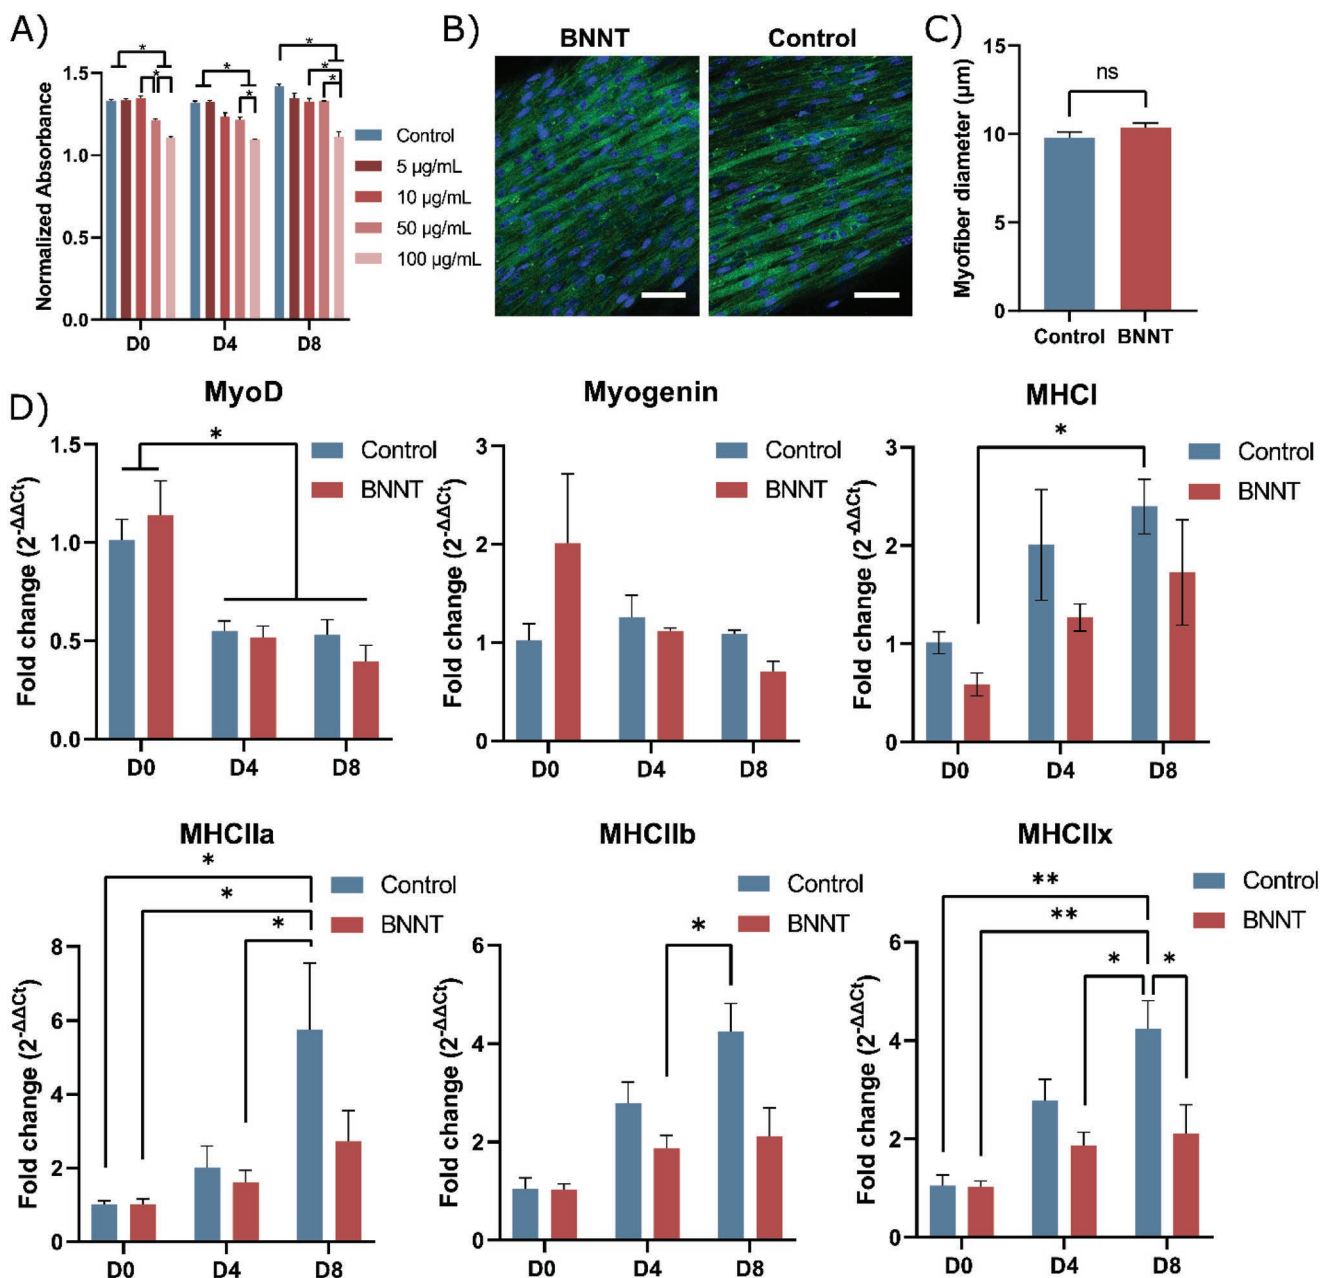 A)
Normalized Absorbance
1.5
1.0
0.5
0.0
* * *
* *
* * *
D0 D4 D8
Control
5 µg/mL
10 µg/mL
50 µg/mL
100 µg/mL
B)
BNNT Control
C)
Myofiber diameter (µm)
15
10
5
0
ns
Control BNNT
D)
MyoD
Fold change (2^-ΔΔCt)
1.5
1.0
0.5
0.0
*
Control
BNNT
D0 D4 D8
Myogenin
Fold change (2^-ΔΔCt)
3
2
1
0
Control
BNNT
D0 D4 D8
MHCI
Fold change (2^-ΔΔCt)
3
2
1
0
*
Control
BNNT
D0 D4 D8
MHCIIa
Fold change (2^-ΔΔCt)
8
6
4
2
0
*
*
*
Control
BNNT
D0 D4 D8
MHCIIb
Fold change (2^-ΔΔCt)
6
4
2
0
*
Control
BNNT
D0 D4 D8
MHCIIx
Fold change (2^-ΔΔCt)
6
4
2
0
**
**
* *
Control
BNNT
D0 D4 D8